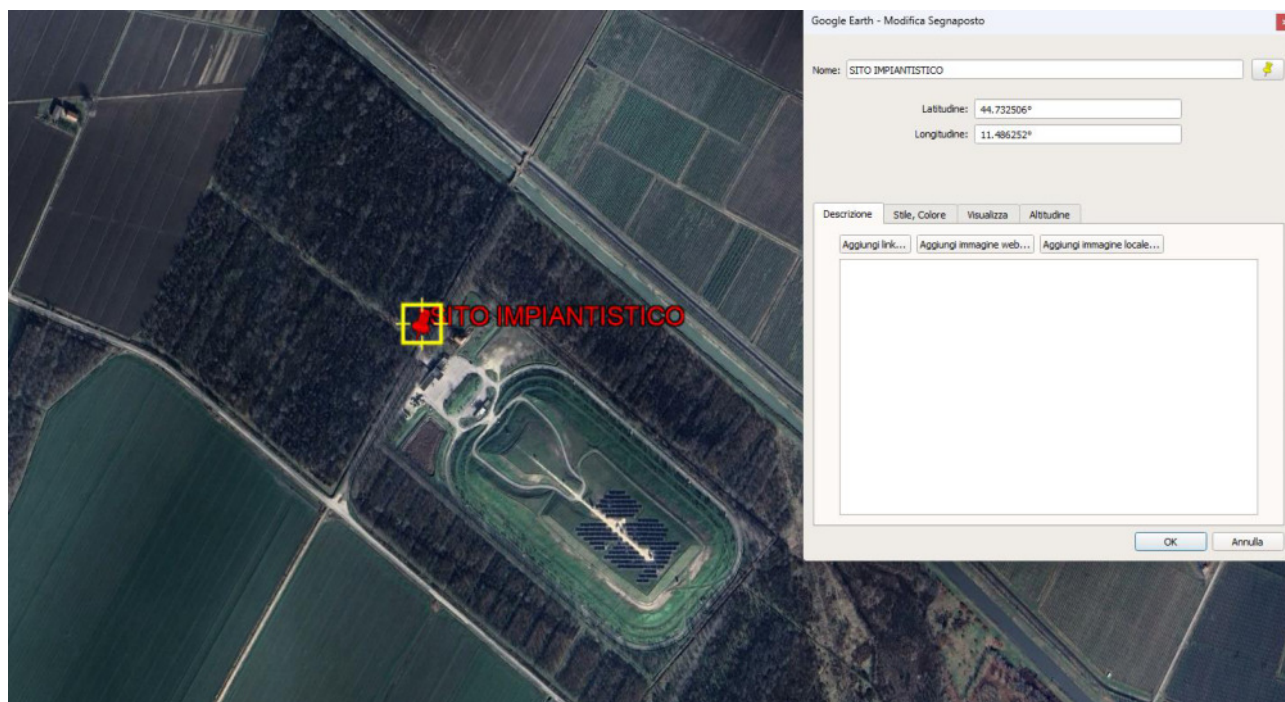 Google Earth - Modifica Segnaposto
Nome: SITO IMPIANTISTICO
Latitudine: 44.732506°
Longitudine: 11.486252°
Descrizione Stile, Colore Visualizza Altitudine
Aggiungi link... Aggiungi immagine web... Aggiungi immagine locale...
SITO IMPIANTISTICO
OK Annulla